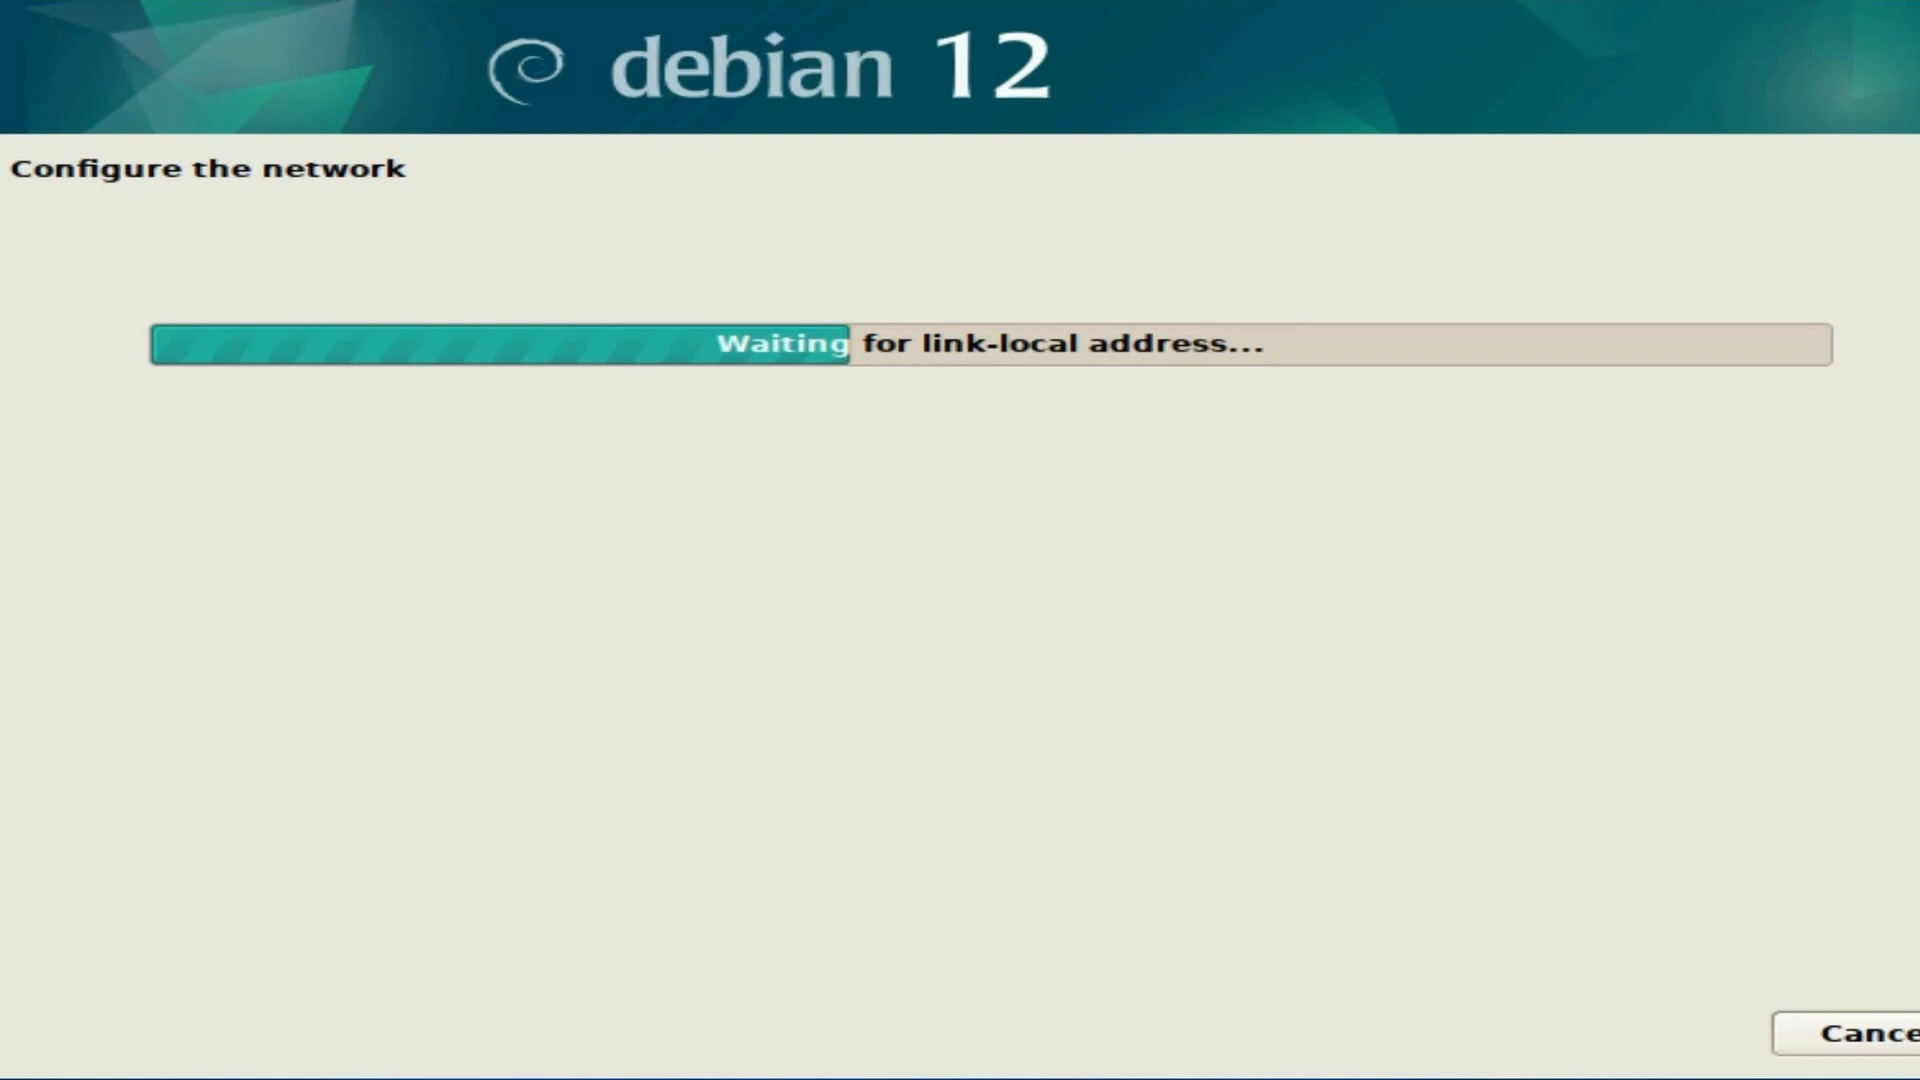 debian 12
Configure the network
Waiting for link-local address...
Cance